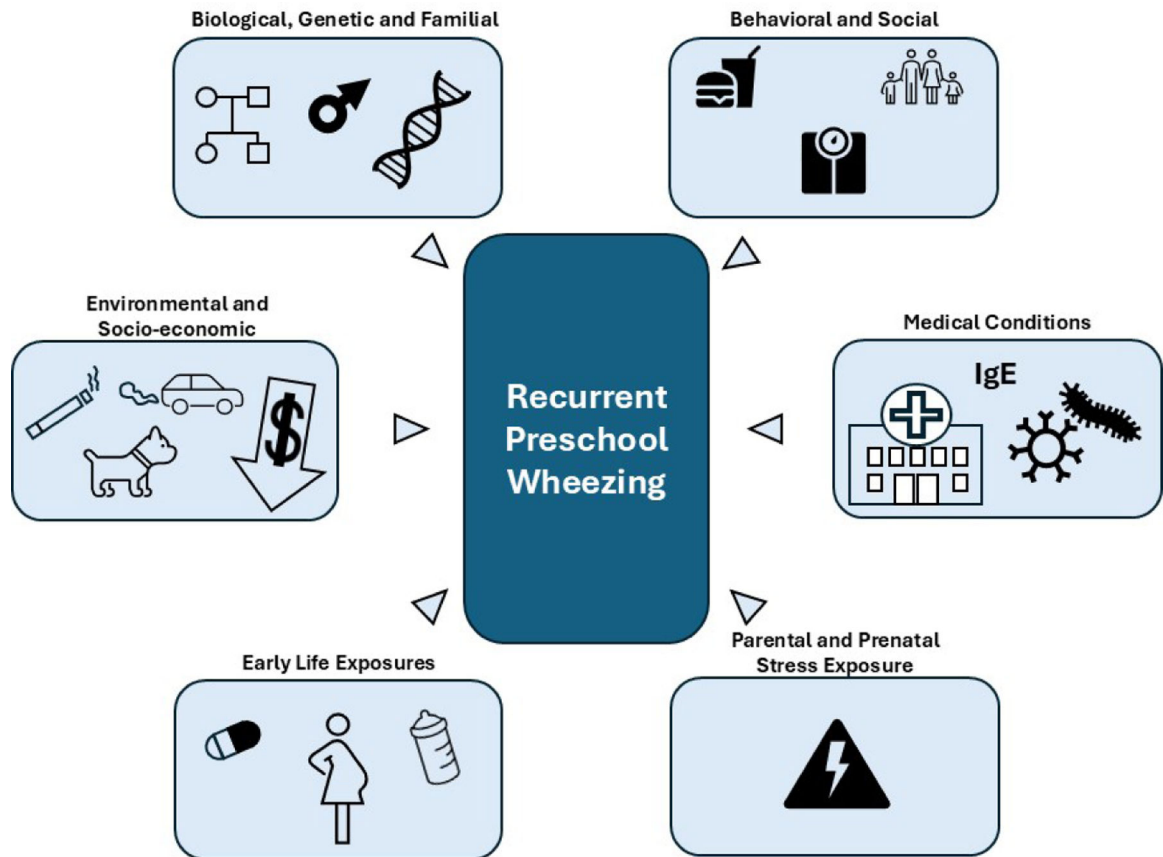 Biological, Genetic and Familial
Behavioral and Social
Environmental and
Socio-economic
$
Medical Conditions
IgE
Recurrent
Preschool
Wheezing
Early Life Exposures
Parental and Prenatal
Stress Exposure